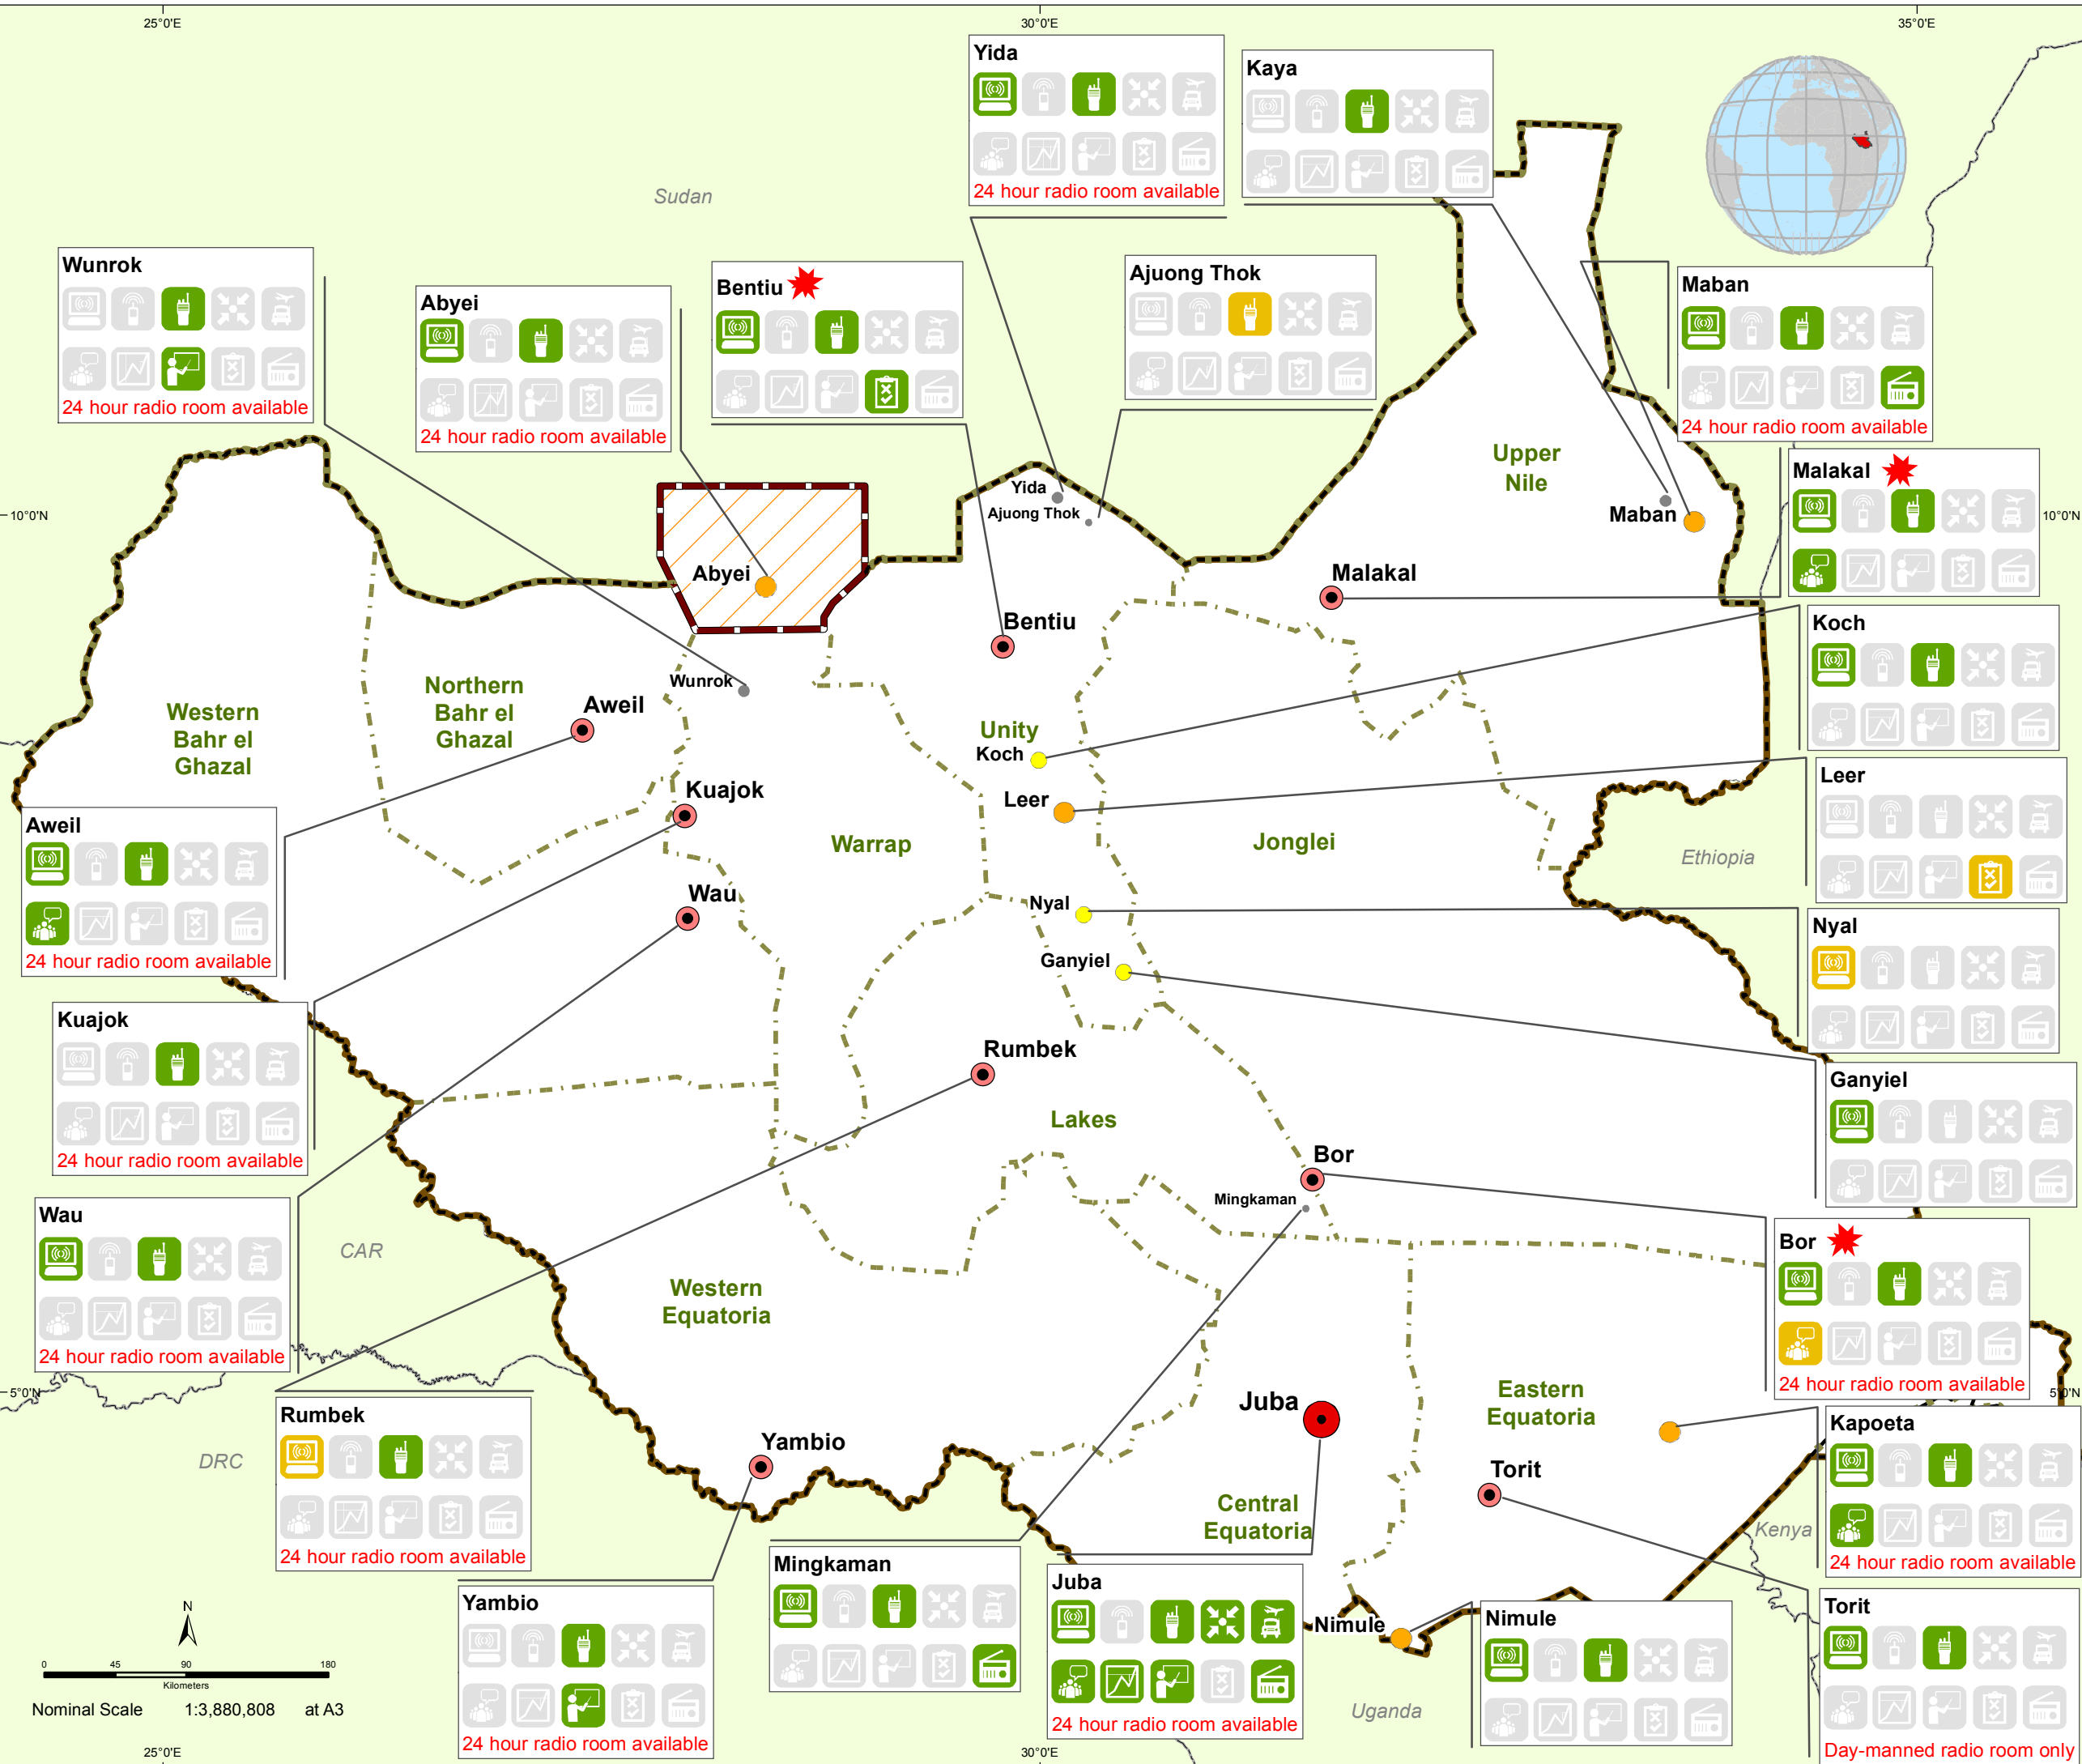 25°0'E
30°0'E
35°0'E
Yida
24 hour radio room available
Kaya
Sudan
Wunrok
24 hour radio room available
Abyei
24 hour radio room available
Bentiu
Ajuong Thok
Maban
24 hour radio room available
Upper
Nile
Malakal
Yida
Ajuong Thok
Maban
10°0'N
10°0'N
Abyei
Malakal
Bentiu
Koch
Wunrok
Northern
Bahr el
Ghazal
Aweil
Western
Bahr el
Ghazal
Unity
Koch
Leer
Kuajok
Leer
Aweil
24 hour radio room available
Warrap
Jonglei
Ethiopia
Wau
Nyal
Nyal
Ganyiel
Kuajok
24 hour radio room available
Rumbek
Ganyiel
Lakes
Bor
Mingkaman
Wau
24 hour radio room available
CAR
Bor
24 hour radio room available
Western
Equatoria
5°0'N
5°0'N
Juba
Eastern
Equatoria
Rumbek
24 hour radio room available
DRC
Yambio
Kapoeta
24 hour radio room available
Torit
Central
Equatoria
Kenya
Mingkaman
Juba
24 hour radio room available
Yambio
24 hour radio room available
Nimule
Nimule
Torit
Day-manned radio room only
Uganda
N
0 45 90 180
Kilometers
Nominal Scale 1:3,880,808 at A3
25°0'E
30°0'E